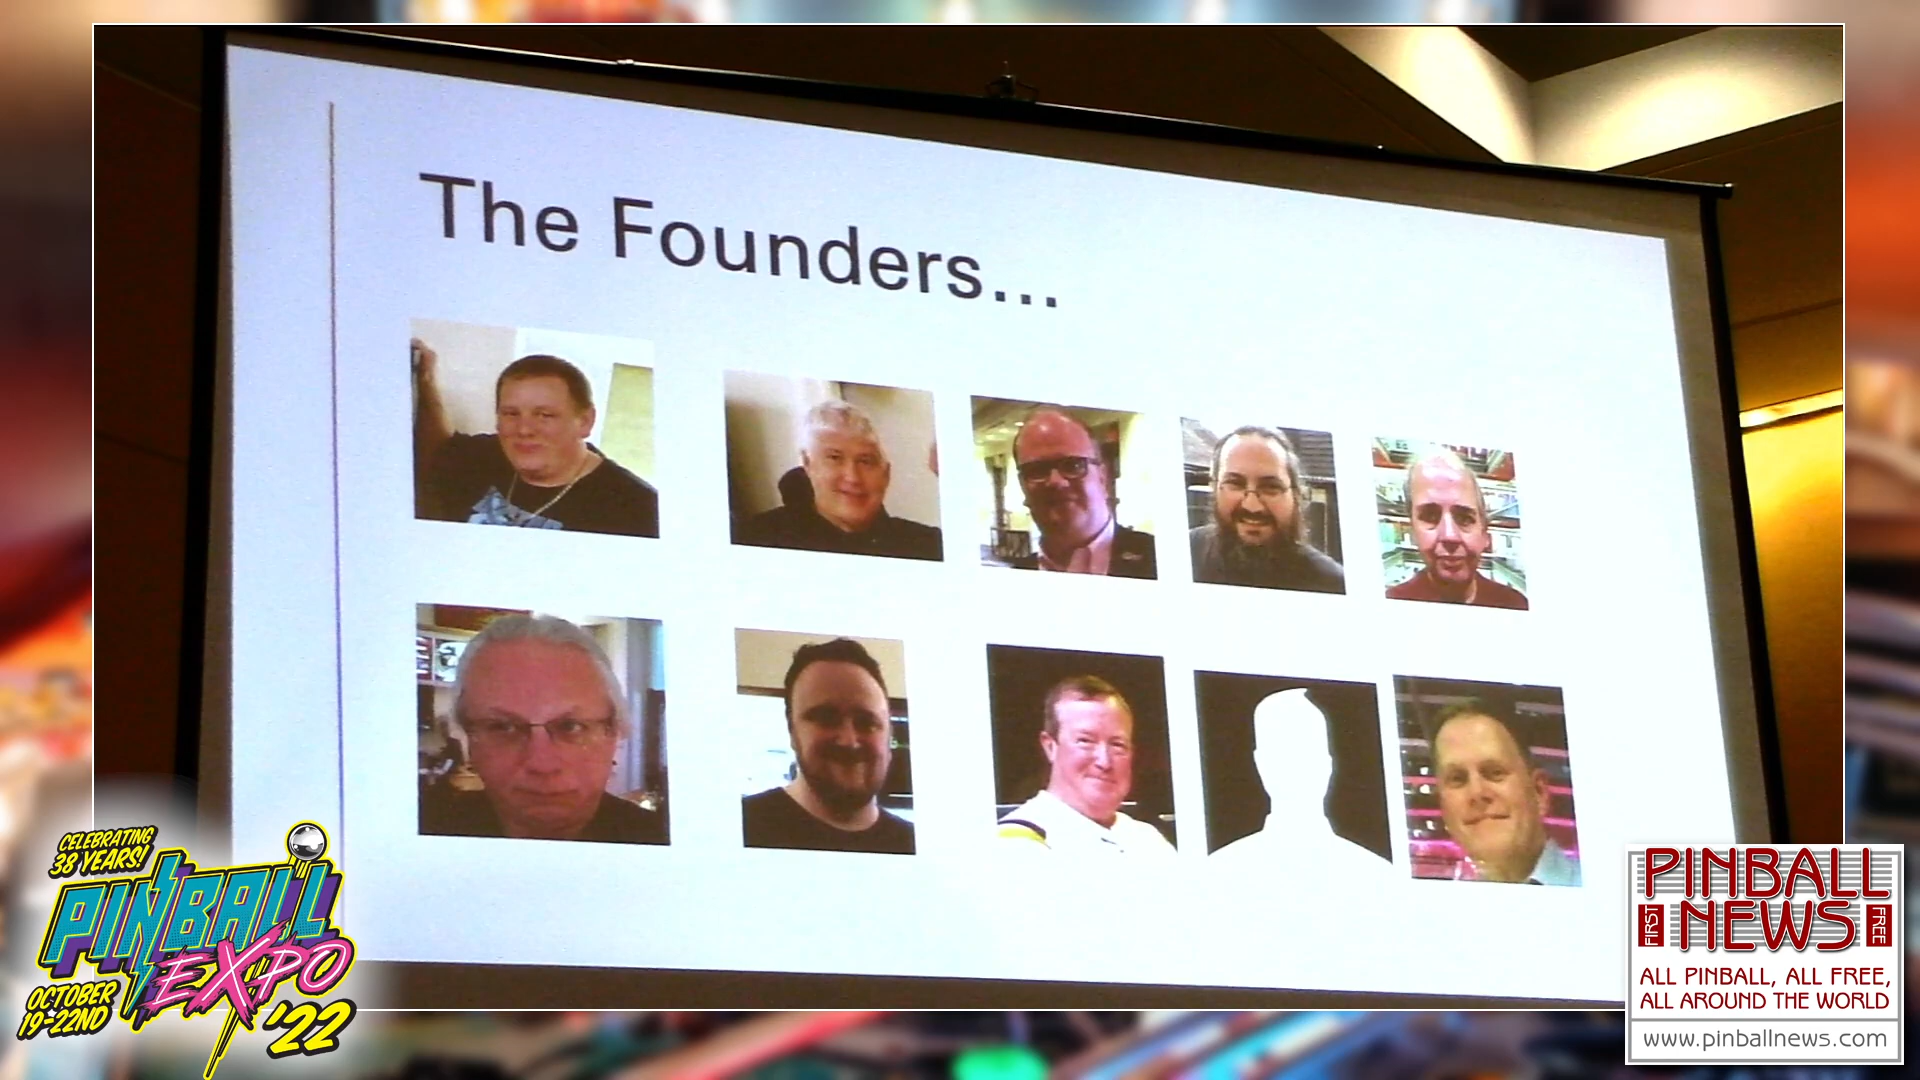 The Founders...
CELEBRATING
38 YEARS!
PINBALL
EXPO
OCTOBER
19-22ND
'22
PINBALL
FIRST NEWS FREE
ALL PINBALL, ALL FREE,
ALL AROUND THE WORLD
www.pinballnews.com